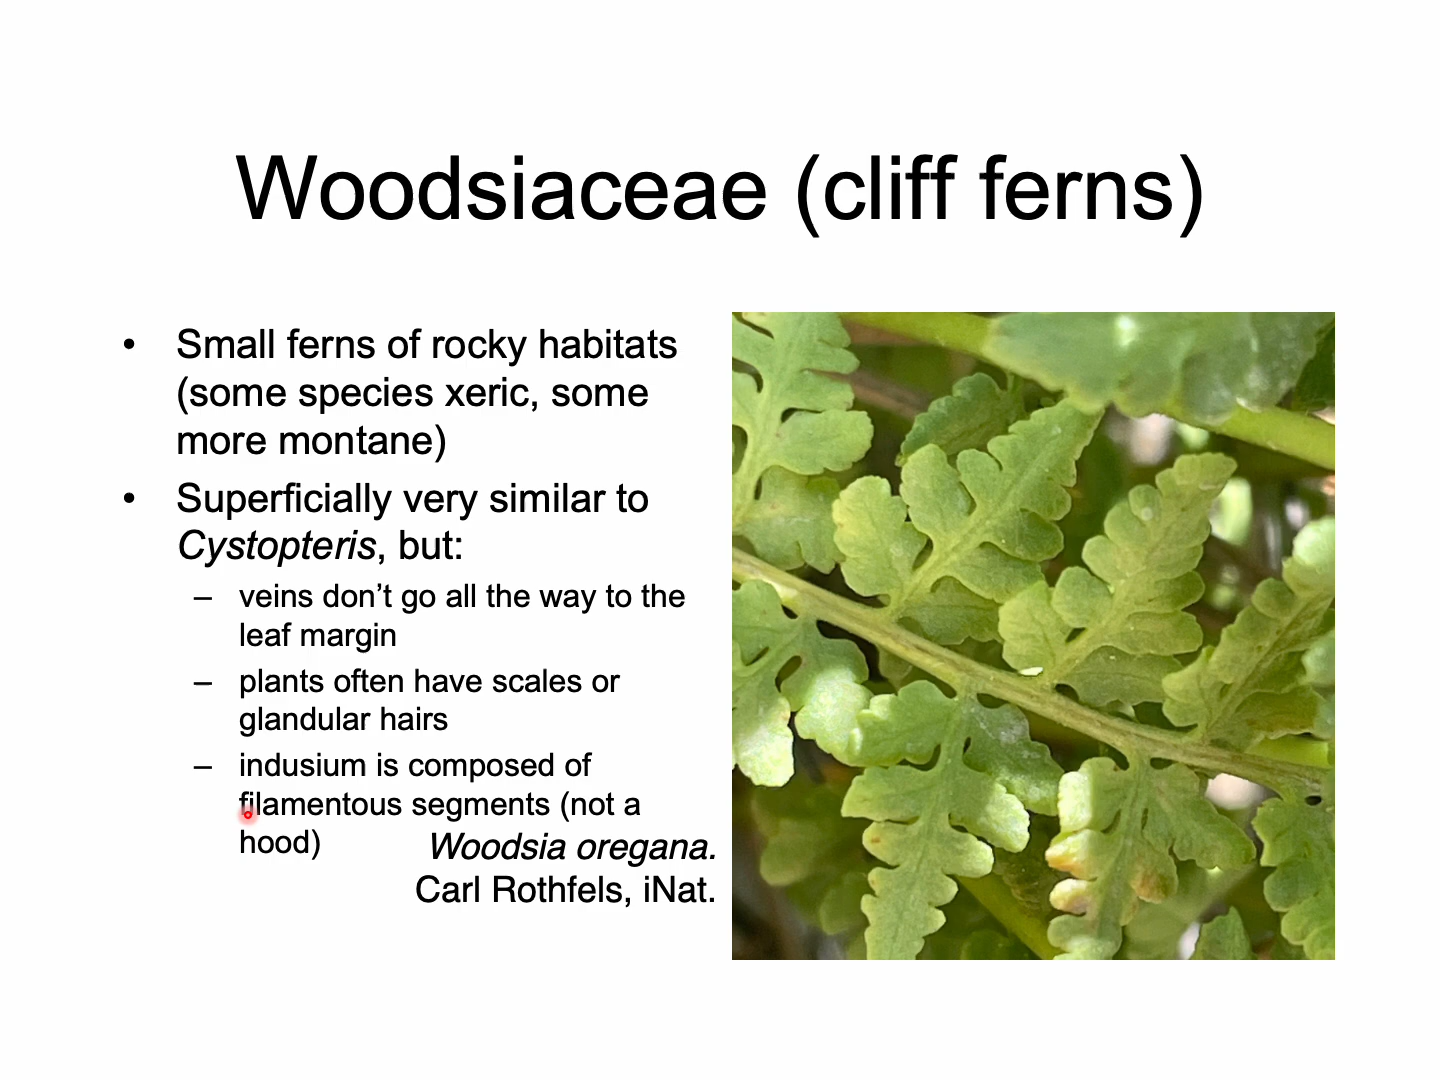 Woodsiaceae (cliff ferns)
• Small ferns of rocky habitats
(some species xeric, some
more montane)
• Superficially very similar to
Cystopteris, but:
– veins don’t go all the way to the
leaf margin
– plants often have scales or
glandular hairs
– indusium is composed of
filamentous segments (not a
hood)
Woodsia oregana.
Carl Rothfels, iNat.